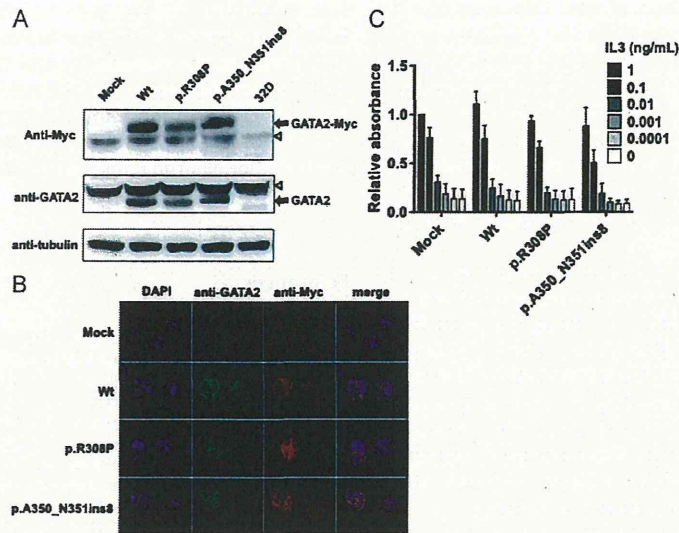 A
Mock
Wt
p.R308P
p.A350_N351ins8
32D
Anti-Myc
GATA2-Myc
anti-GATA2
GATA2
anti-tubulin
B
DAPI
anti-GATA2
anti-Myc
merge
Mock
Wt
p.R308P
p.A350_N351ins8
C
Relative absorbance
1.5
1.0
0.5
0.0
Mock
Wt
p.R308P
p.A350_N351ins8
IL3 (ng/mL)
1
0.1
0.01
0.001
0.0001
0